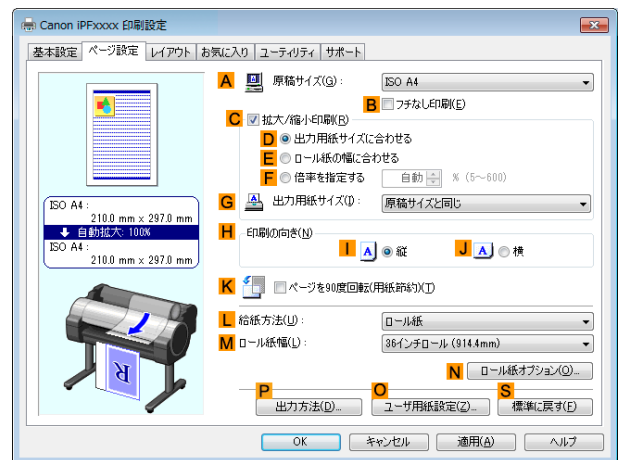 Canon iPFxxxx 印刷設定
基本設定 ページ設定 レイアウト お気に入り ユーティリティ サポート
A 原稿サイズ(G): ISO A4
B フチなし印刷(E)
C 拡大/縮小印刷(R)
D 出力用紙サイズに合わせる
E ロール紙の幅に合わせる
F 倍率を指定する 自動 % (5～600)
G 出力用紙サイズ(I): 原稿サイズと同じ
ISO A4:
210.0 mm x 297.0 mm
自動拡大: 100%
ISO A4:
210.0 mm x 297.0 mm
H 印刷の向き(N)
I A 縦 J A 横
K ページを90度回転(用紙節約)(T)
L 給紙方法(U): ロール紙
M ロール紙幅(L): 36インチロール (914.4mm)
R
N ロール紙オプション(O)...
P 出力方法(D)... O ユーザ用紙設定(Z)... S 標準に戻す(F)
OK キャンセル 適用(A) ヘルプ